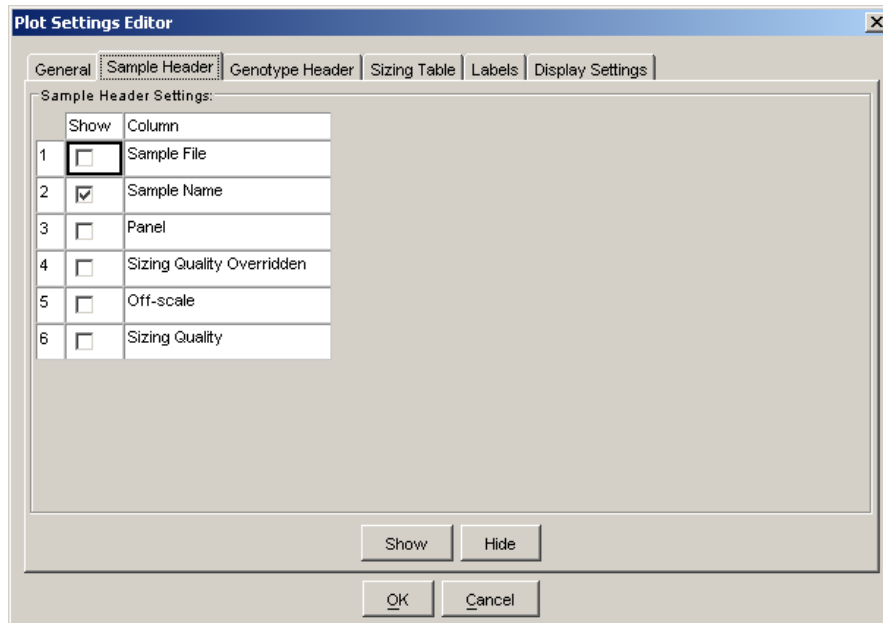 Plot Settings Editor
General Sample Header Genotype Header Sizing Table Labels Display Settings
Sample Header Settings:
Show Column
1 Sample File
2 Sample Name
3 Panel
4 Sizing Quality Overridden
5 Off-scale
6 Sizing Quality
Show Hide
OK Cancel